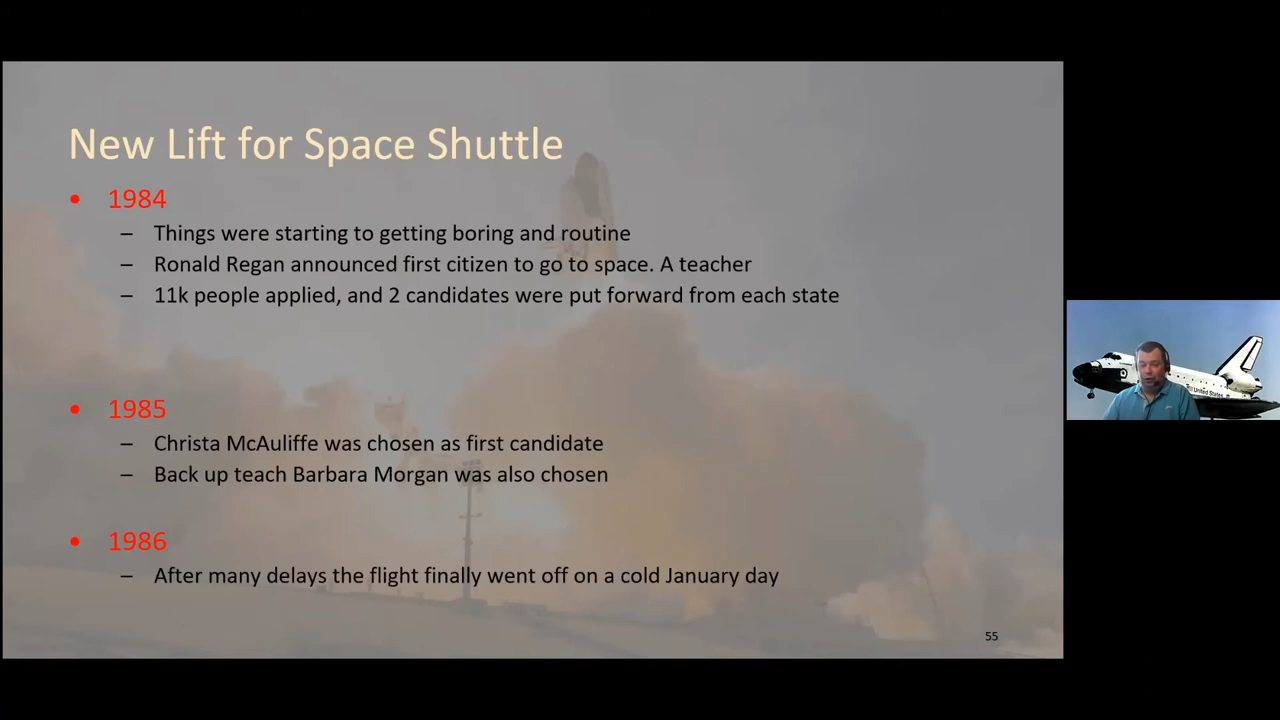 New Lift for Space Shuttle
• 1984
– Things were starting to getting boring and routine
– Ronald Regan announced first citizen to go to space. A teacher
– 11k people applied, and 2 candidates were put forward from each state
• 1985
– Christa McAuliffe was chosen as first candidate
– Back up teach Barbara Morgan was also chosen
• 1986
– After many delays the flight finally went off on a cold January day
55
United States